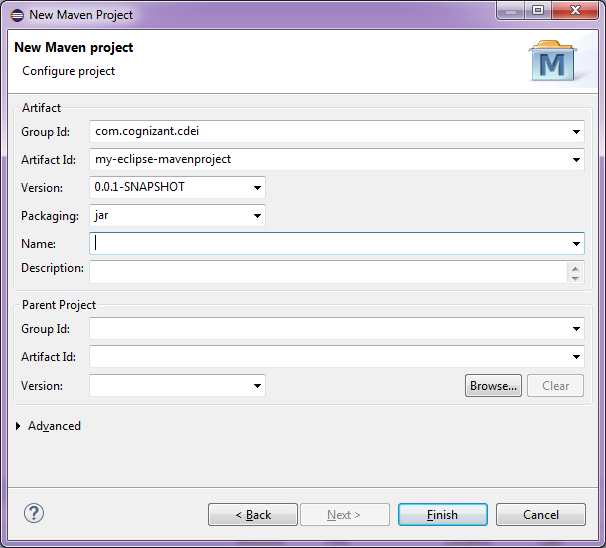 New Maven Project
New Maven project
Configure project
M
Artifact
Group Id: com.cognizant.cdei
Artifact Id: my-eclipse-mavenproject
Version: 0.0.1-SNAPSHOT
Packaging: jar
Name:
Description:
Parent Project
Group Id:
Artifact Id:
Version: Browse... Clear
Advanced
? < Back Next > Finish Cancel